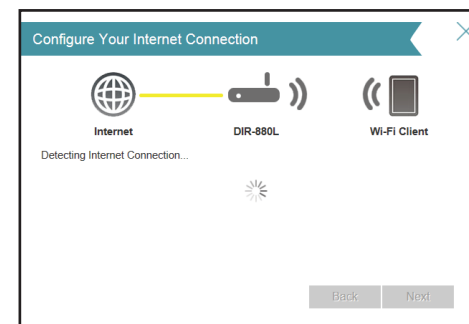 Configure Your Internet Connection
Internet DIR-880L Wi-Fi Client
Detecting Internet Connection...
Back Next